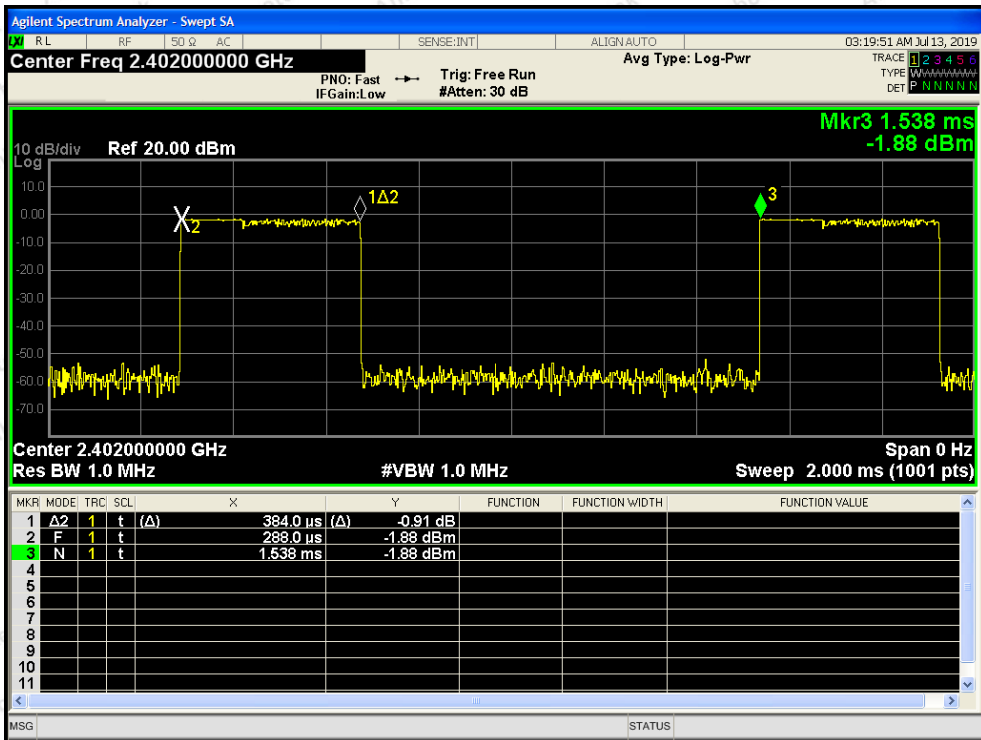 Agilent Spectrum Analyzer - Swept SA
LXI RL RF 50 Ω AC SENSE:INT ALIGN AUTO 03:19:51 AM Jul 13, 2019
Center Freq 2.402000000 GHz Avg Type: Log-Pwr TRACE 1 2 3 4 5 6
PNO: Fast Trig: Free Run TYPE
IFGain:Low #Atten: 30 dB DET P N N N N N
Mkr3 1.538 ms
10 dB/div Ref 20.00 dBm -1.88 dBm
Log
10.0
0.00
-10.0
-20.0
-30.0
-40.0
-50.0
-60.0
-70.0
2
1Δ2
3
Center 2.402000000 GHz Span 0 Hz
Res BW 1.0 MHz #VBW 1.0 MHz Sweep 2.000 ms (1001 pts)
MKR MODE TRC SCL X Y FUNCTION FUNCTION WIDTH FUNCTION VALUE
1 Δ2 1 t (Δ) 384.0 µs (Δ) -0.91 dB
2 F 1 t 288.0 µs -1.88 dBm
3 N 1 t 1.538 ms -1.88 dBm
4
5
6
7
8
9
10
11
MSG STATUS